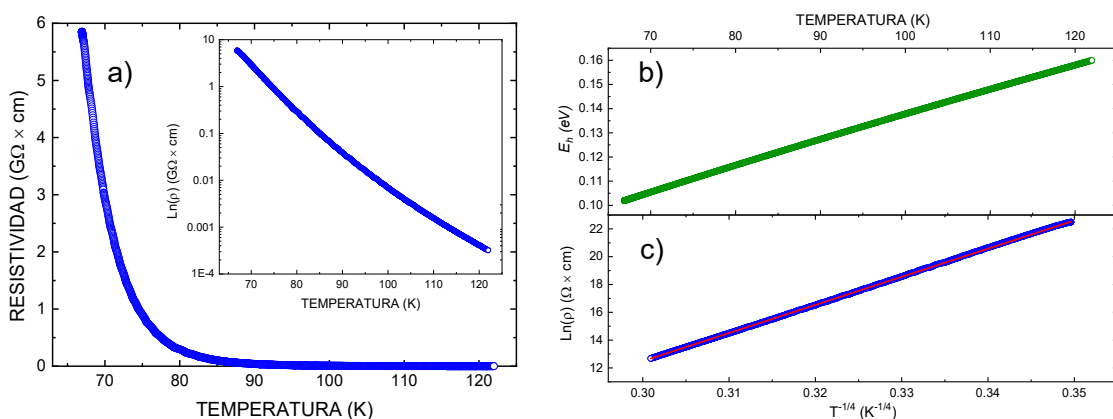 a)
RESISTIVIDAD (GΩ × cm)
6
5
4
3
2
1
0
70 80 90 100 110 120
TEMPERATURA (K)
Ln(ρ) (GΩ × cm)
10
1
0.1
0.01
0.001
1E-4
70 80 90 100 110 120
TEMPERATURA (K)
TEMPERATURA (K)
70 80 90 100 110 120
b)
E_h (eV)
0.16
0.15
0.14
0.13
0.12
0.11
0.10
c)
Ln(ρ) (Ω × cm)
22
20
18
16
14
12
0.30 0.31 0.32 0.33 0.34 0.35
T^-1/4 (K^-1/4)